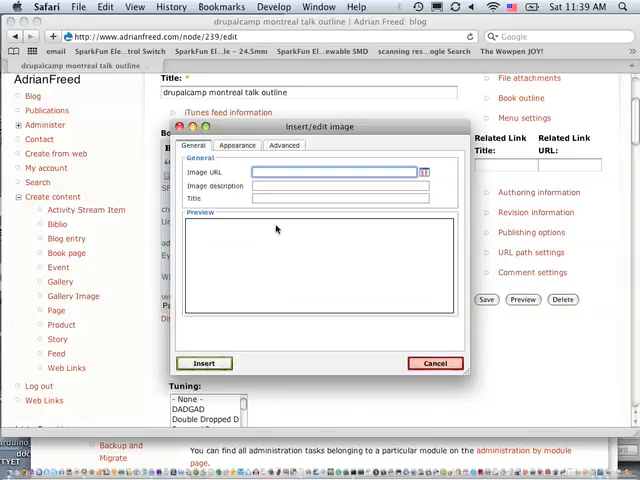 Safari File Edit View History Bookmarks Develop Window Help Sat 11:39 AM
drupalcamp montreal talk outline | Adrian Freed: blog
http://www.adrianfreed.com/node/239/edit Google
email SparkFun El...trol Switch SparkFun El...le – 24.5mm SparkFun El...ewable SMD scanning res...ogle Search The Wowpen JOY!
drupalcamp montreal talk outline
AdrianFreed
Blog
Publications
Administer
Contact
Create from web
My account
Search
Create content
Activity Stream Item
Biblio
Blog entry
Book page
Event
Gallery
Gallery Image
Page
Product
Story
Feed
Web Links
Log out
Web Links
Title: *
drupalcamp montreal talk outline
iTunes feed information
Insert/edit image
General Appearance Advanced
General
Image URL
Image description
Title
Preview
Insert Cancel
Tuning:
- None -
DADGAD
Double Dropped D
File attachments
Book outline
Menu settings
Related Link Title: Related Link URL:
Authoring information
Revision information
Publishing options
URL path settings
Comment settings
Save Preview Delete
Backup and Migrate
You can find all administration tasks belonging to a particular module on the administration by module
page.